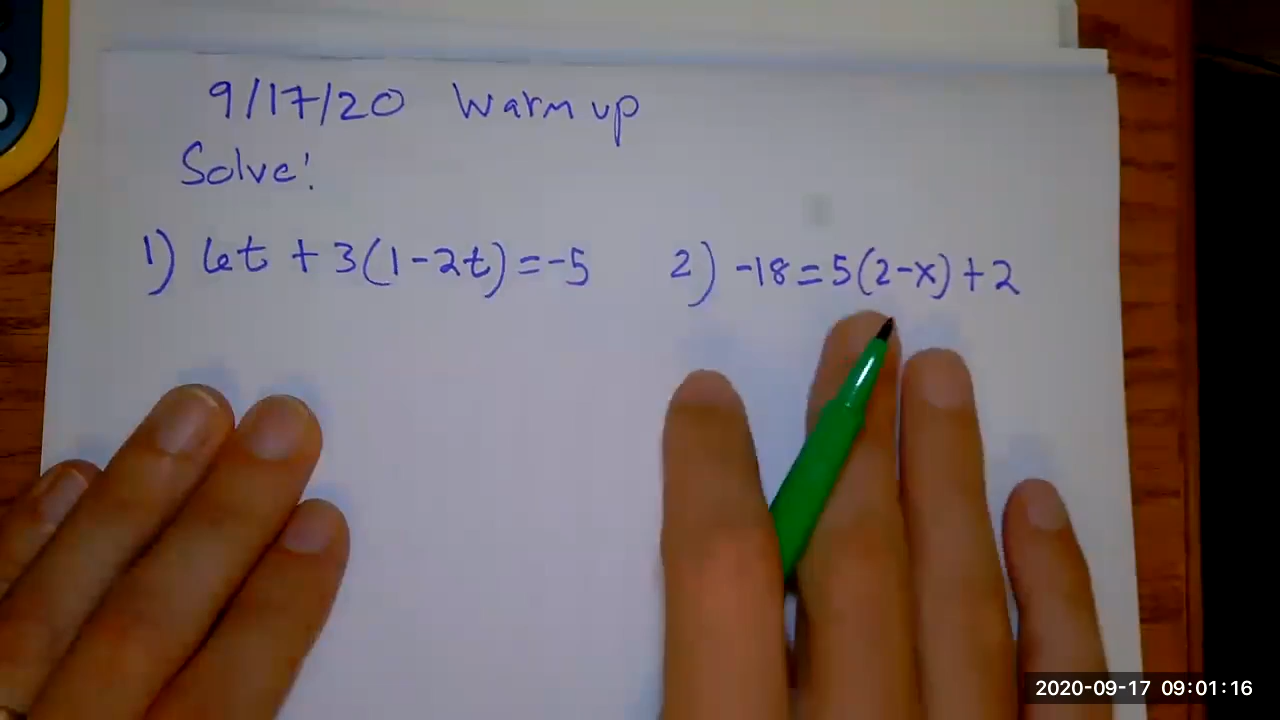 9/17/20 Warm up
Solve:
1) 6t + 3(1-2t)=-5
2) -18=5(2-x)+2
2020-09-17 09:01:16